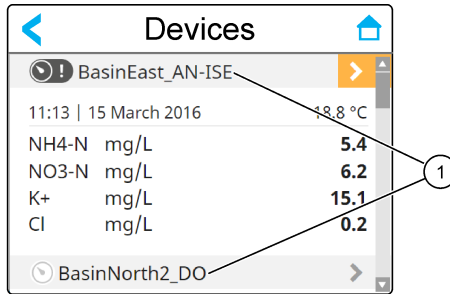 Devices
BasinEast_AN-ISE
11:13 | 15 March 2016 18.8 °C
NH4-N mg/L 5.4
NO3-N mg/L 6.2
K+ mg/L 15.1
Cl mg/L 0.2
1
BasinNorth2_DO